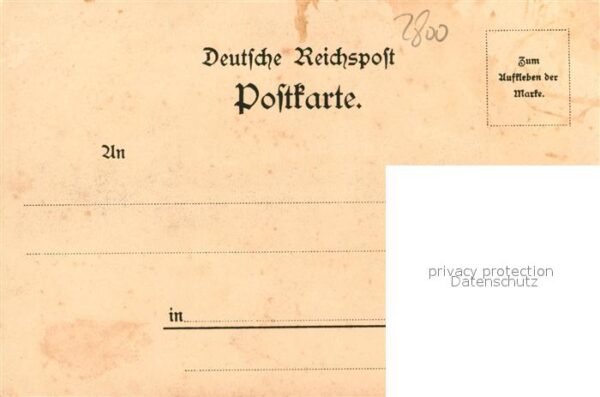 2800
Deutsche Reichspost
Postkarte.
Zum
Aufkleben der
Marke.
An
in
privacy protection
Datenschutz